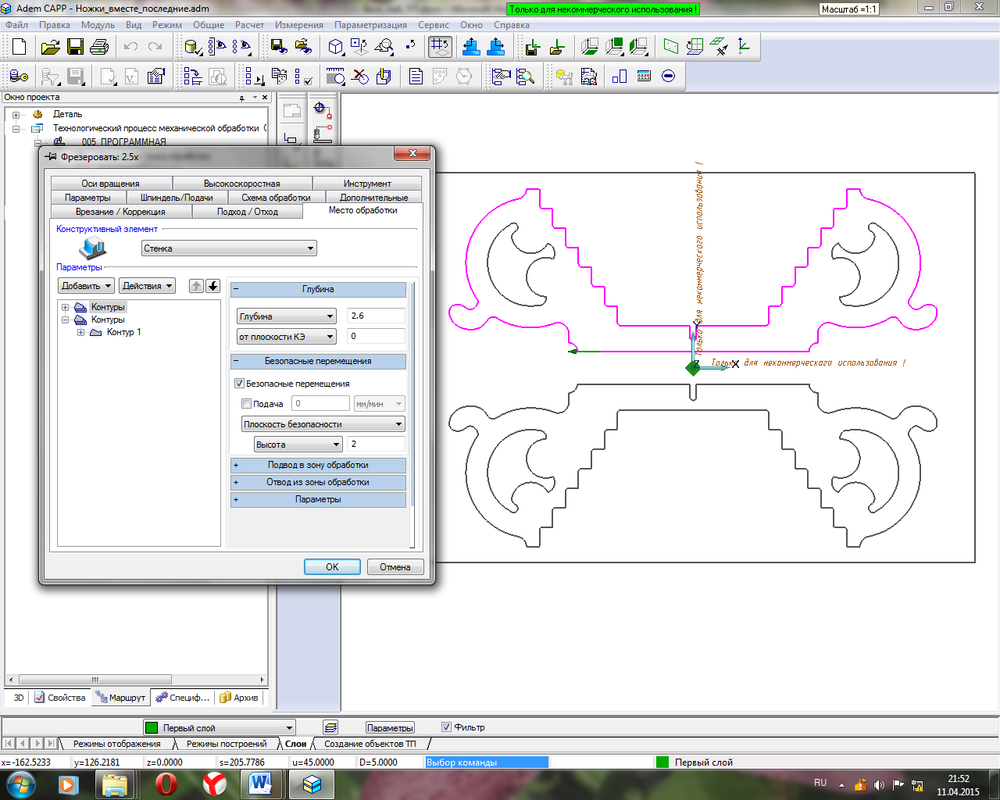 Adem CAPP - Ножки_вместе_последние.adm
Только для некоммерческого использования !
Масштаб =1:1
Файл Правка Модуль Вид Режим Общие Расчет Измерения Параметризация Сервис Окно Справка
Окно проекта
Деталь
Технологический процесс механической обработки
005 ПРОГРАММНАЯ
Фрезеровать: 2.5x
Оси вращения Высокоскоростная Инструмент
Параметры Шпиндель/Подачи Схема обработки Дополнительные
Врезание / Коррекция Подход / Отход Место обработки
Конструктивный элемент
Стенка
Параметры
Добавить Действия
Контуры
Контуры
Контур 1
Глубина
Глубина 2.6
от плоскости КЭ 0
Безопасные перемещения
Безопасные перемещения
Подача 0 мм/мин
Плоскость безопасности
Высота 2
Подвод в зону обработки
Отвод из зоны обработки
Параметры
OK Отмена
Только для некоммерческого использования !
Y
Z
X
Только для некоммерческого использования !
3D Свойства Маршрут Специф... Архив
Первый слой Параметры Фильтр
Режимы отображения Режимы построений Слои Создание объектов ТП
x=-162.5233 y=126.2181 z=0.0000 s=205.7786 u=45.0000 D=5.0000 Выбор команды Первый слой
RU
21:52
11.04.2015